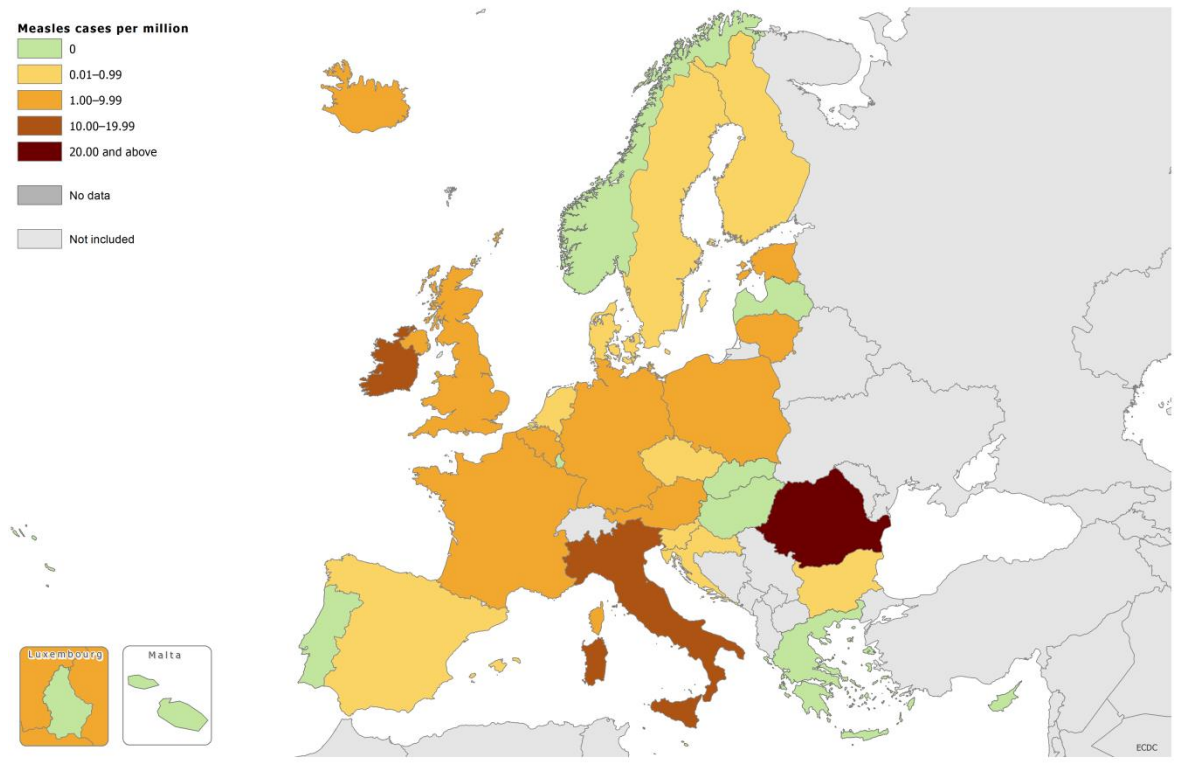 Measles cases per million
0
0.01–0.99
1.00–9.99
10.00–19.99
20.00 and above
No data
Not included
Luxembourg
Malta
ECDC